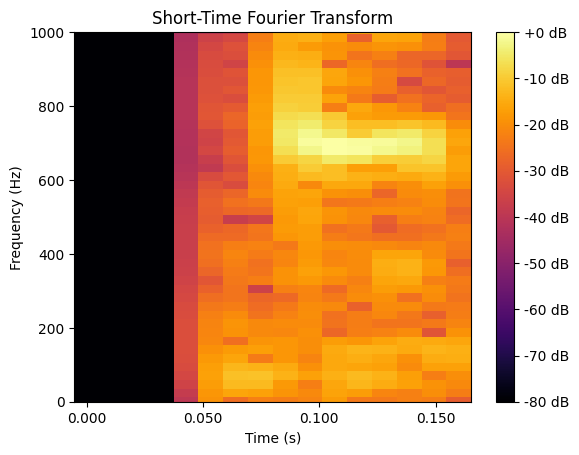 Short-Time Fourier Transform
1000
800
600
400
200
0
Frequency (Hz)
0.000
0.050
0.100
0.150
Time (s)
+0 dB
-10 dB
-20 dB
-30 dB
-40 dB
-50 dB
-60 dB
-70 dB
-80 dB